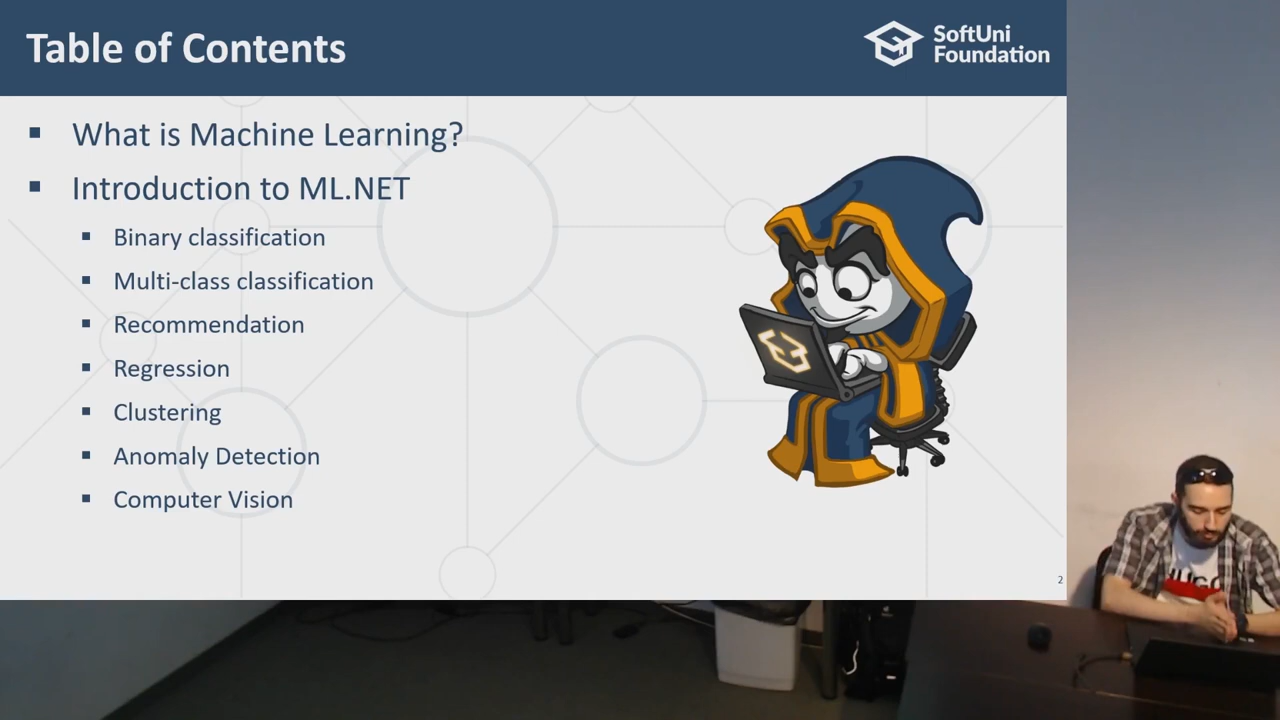 Table of Contents
SoftUni
Foundation
What is Machine Learning?
Introduction to ML.NET
Binary classification
Multi-class classification
Recommendation
Regression
Clustering
Anomaly Detection
Computer Vision
2
HUGO